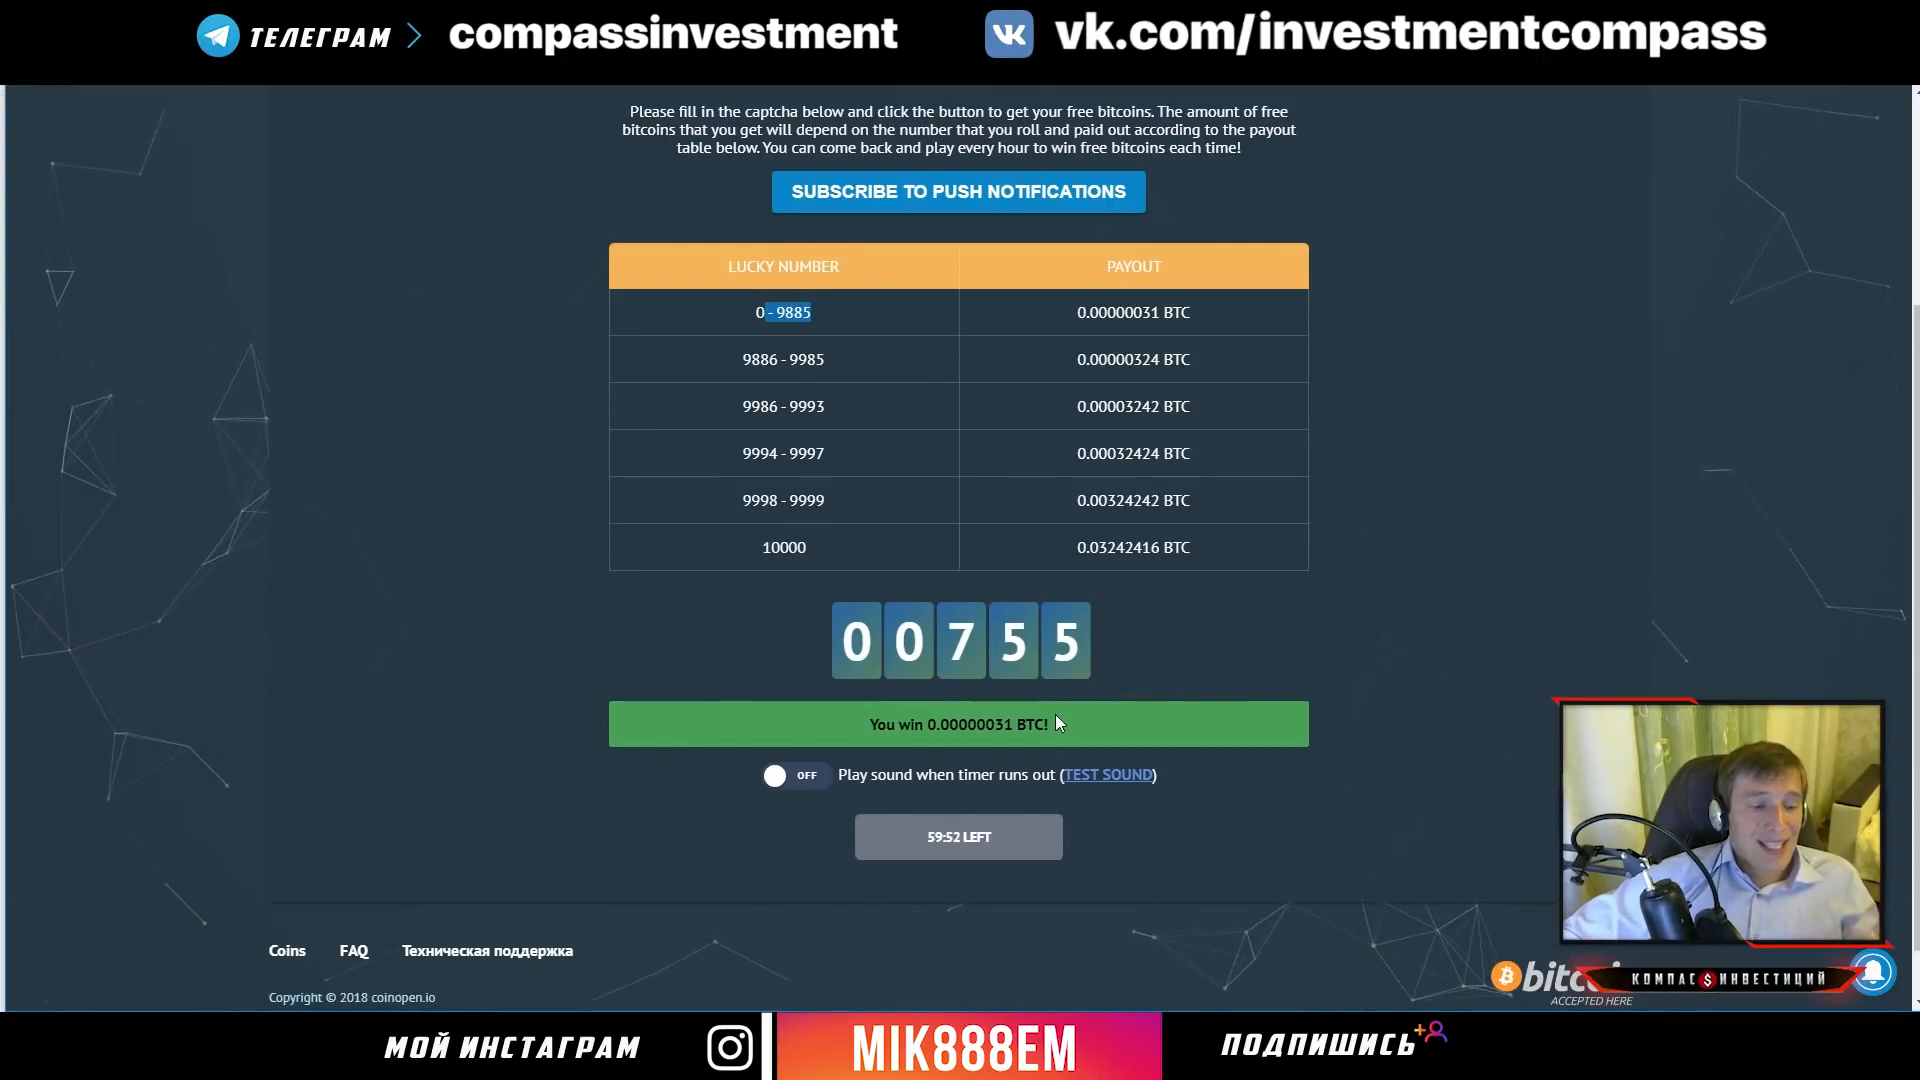 ТЕЛЕГРАМ > compassinvestment
vk.com/investmentcompass
Please fill in the captcha below and click the button to get your free bitcoins. The amount of free
bitcoins that you get will depend on the number that you roll and paid out according to the payout
table below. You can come back and play every hour to win free bitcoins each time!
SUBSCRIBE TO PUSH NOTIFICATIONS
LUCKY NUMBER PAYOUT
0 - 9885 0.00000031 BTC
9886 - 9985 0.00000324 BTC
9986 - 9993 0.00003242 BTC
9994 - 9997 0.00032424 BTC
9998 - 9999 0.00324242 BTC
10000 0.03242416 BTC
0 0 7 5 5
You win 0.00000031 BTC!
OFF Play sound when timer runs out (TEST SOUND)
59:52 LEFT
Coins FAQ Техническая поддержка
ACCEPTED HERE
КОМПАС $ ИНВЕСТИЦИЙ
Copyright © 2018 coinopen.io
МОЙ ИНСТАГРАМ MIK888EM ПОДПИШИСЬ